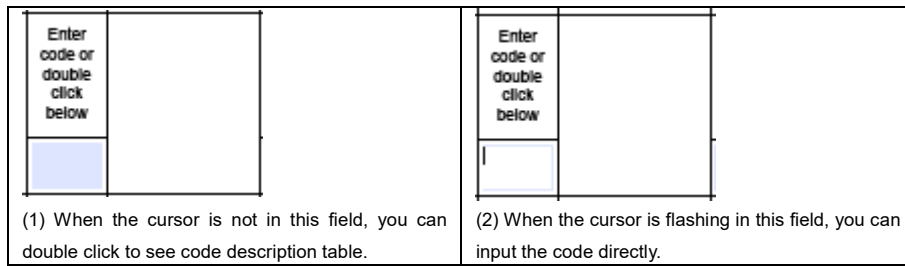 Enter
code or
double
click
below
(1) When the cursor is not in this field, you can
double click to see code description table.
Enter
code or
double
click
below
(2) When the cursor is flashing in this field, you can
input the code directly.